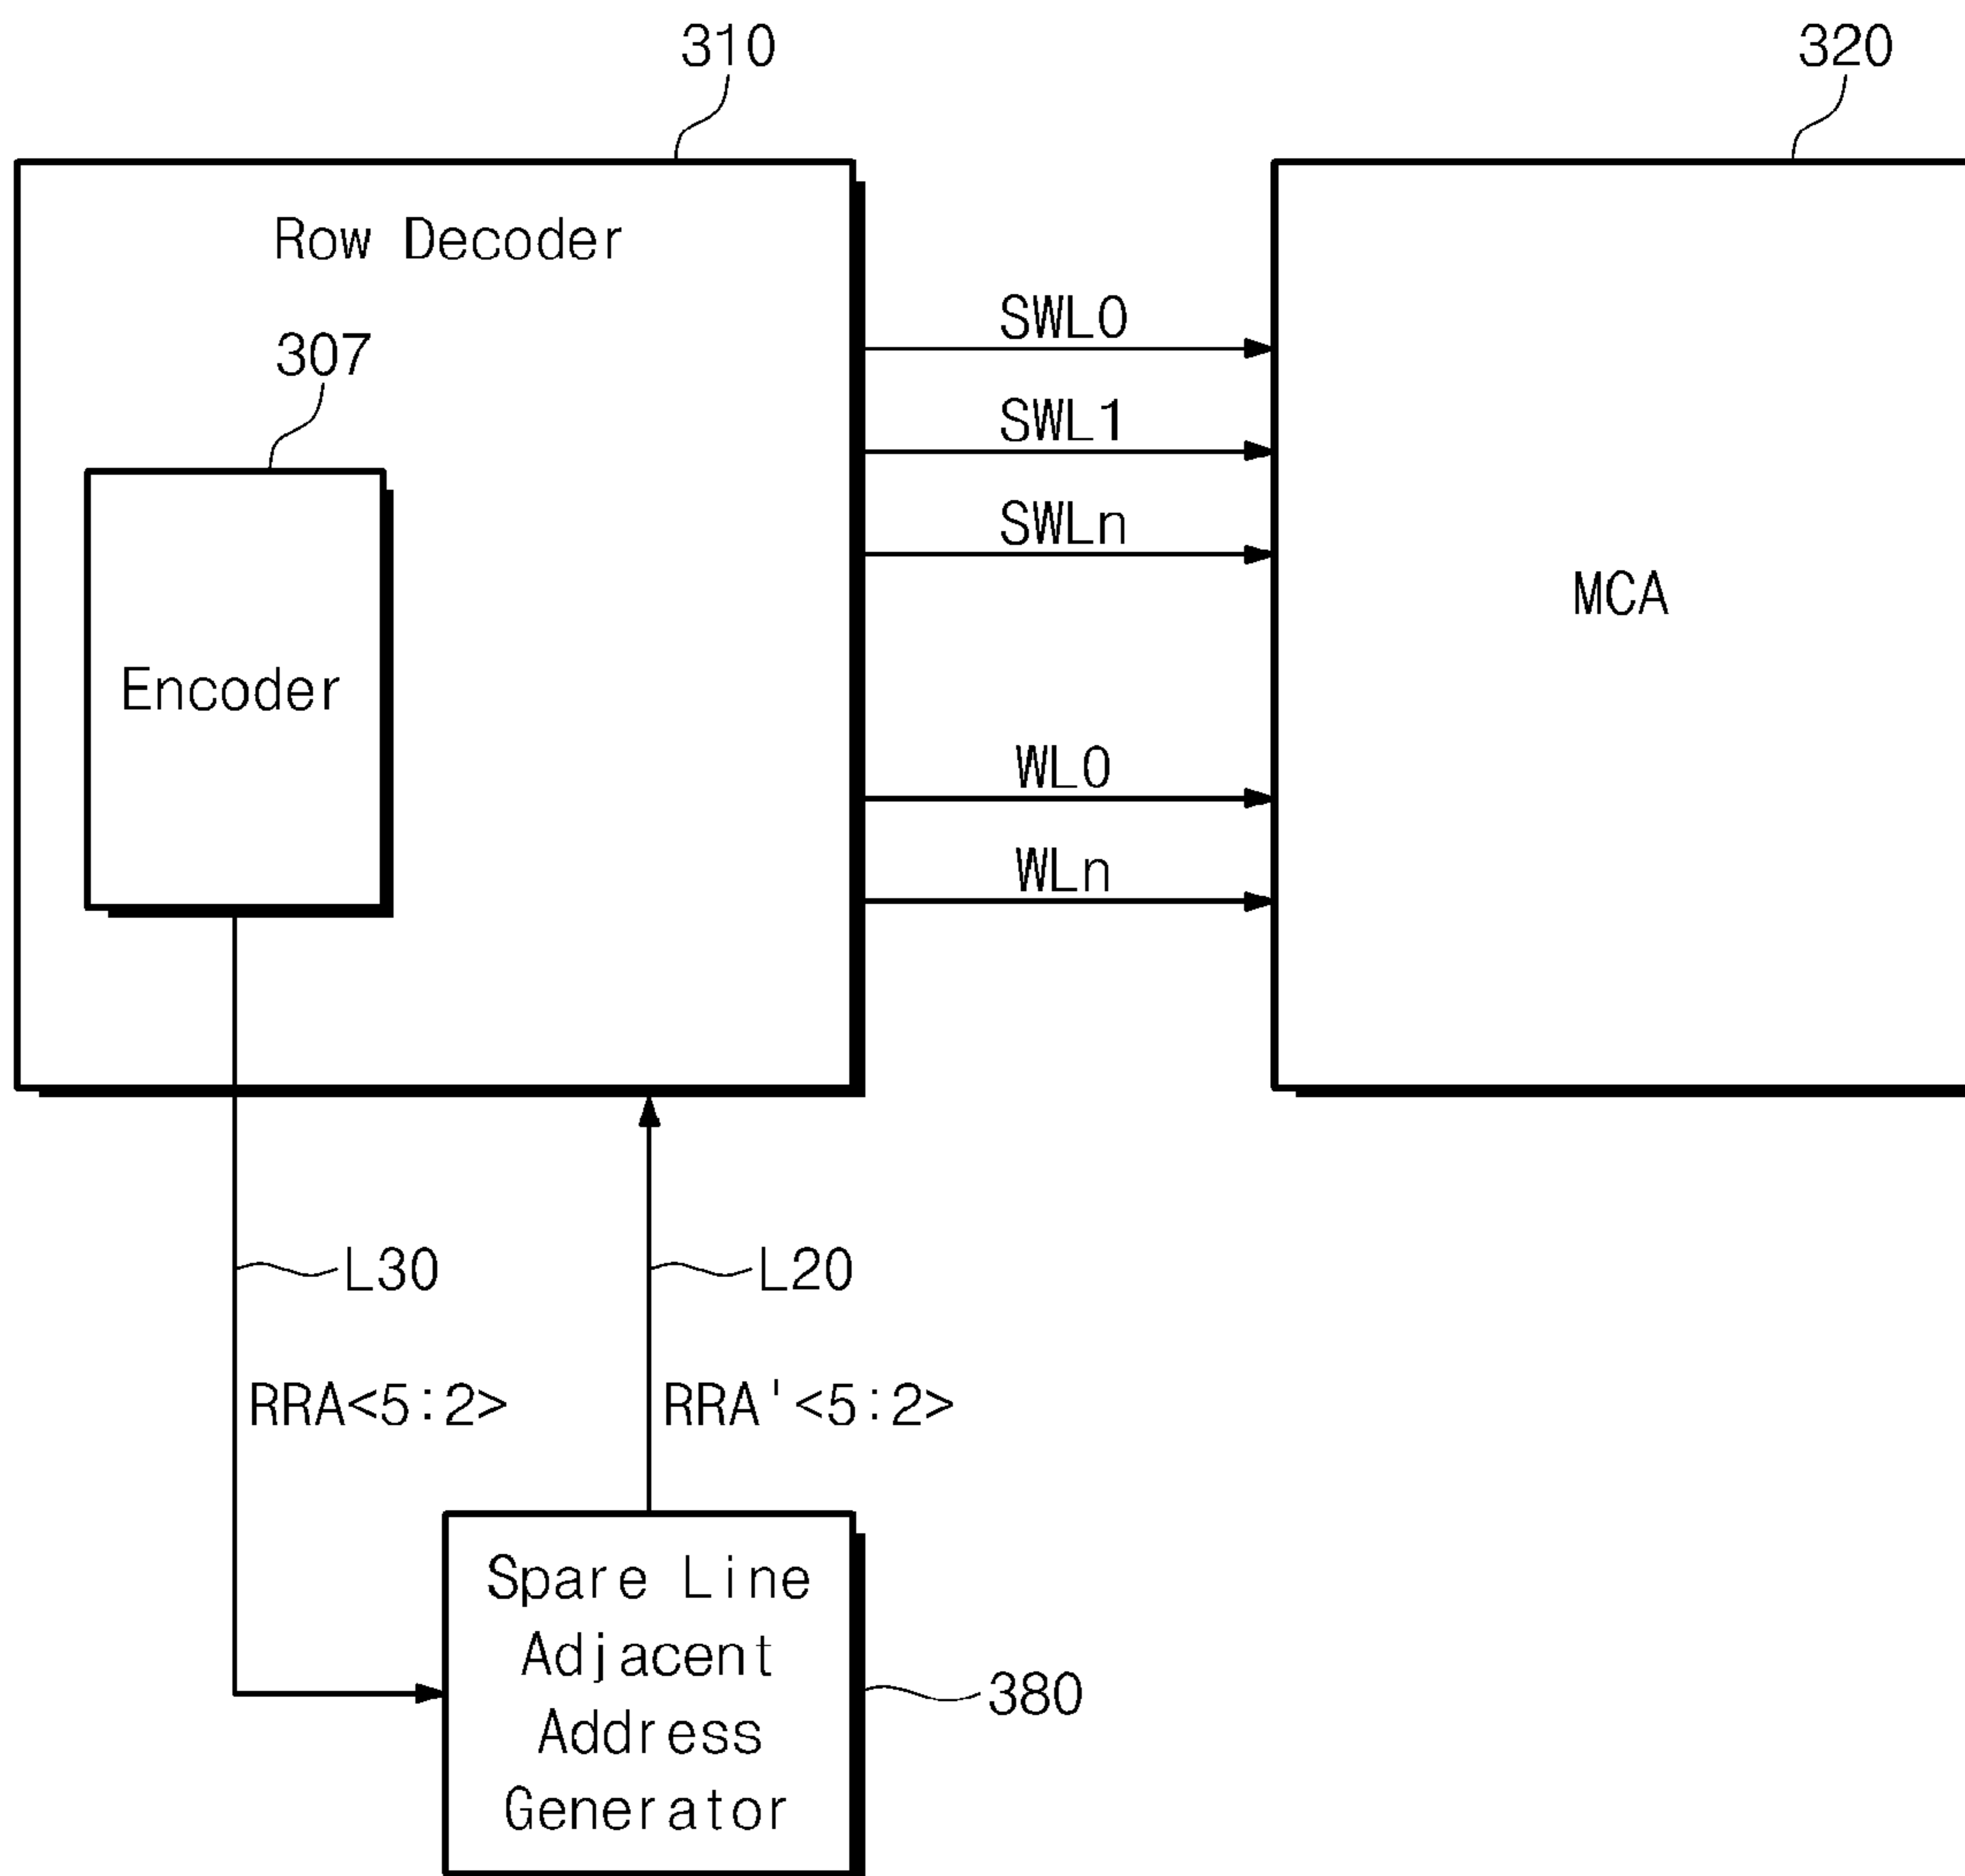 310
320
Row Decoder
307
Encoder
SWL0
SWL1
SWLn
WL0
WLn
MCA
L30
L20
RRA<5:2>
RRA'<5:2>
Spare Line
Adjacent
Address
Generator
380